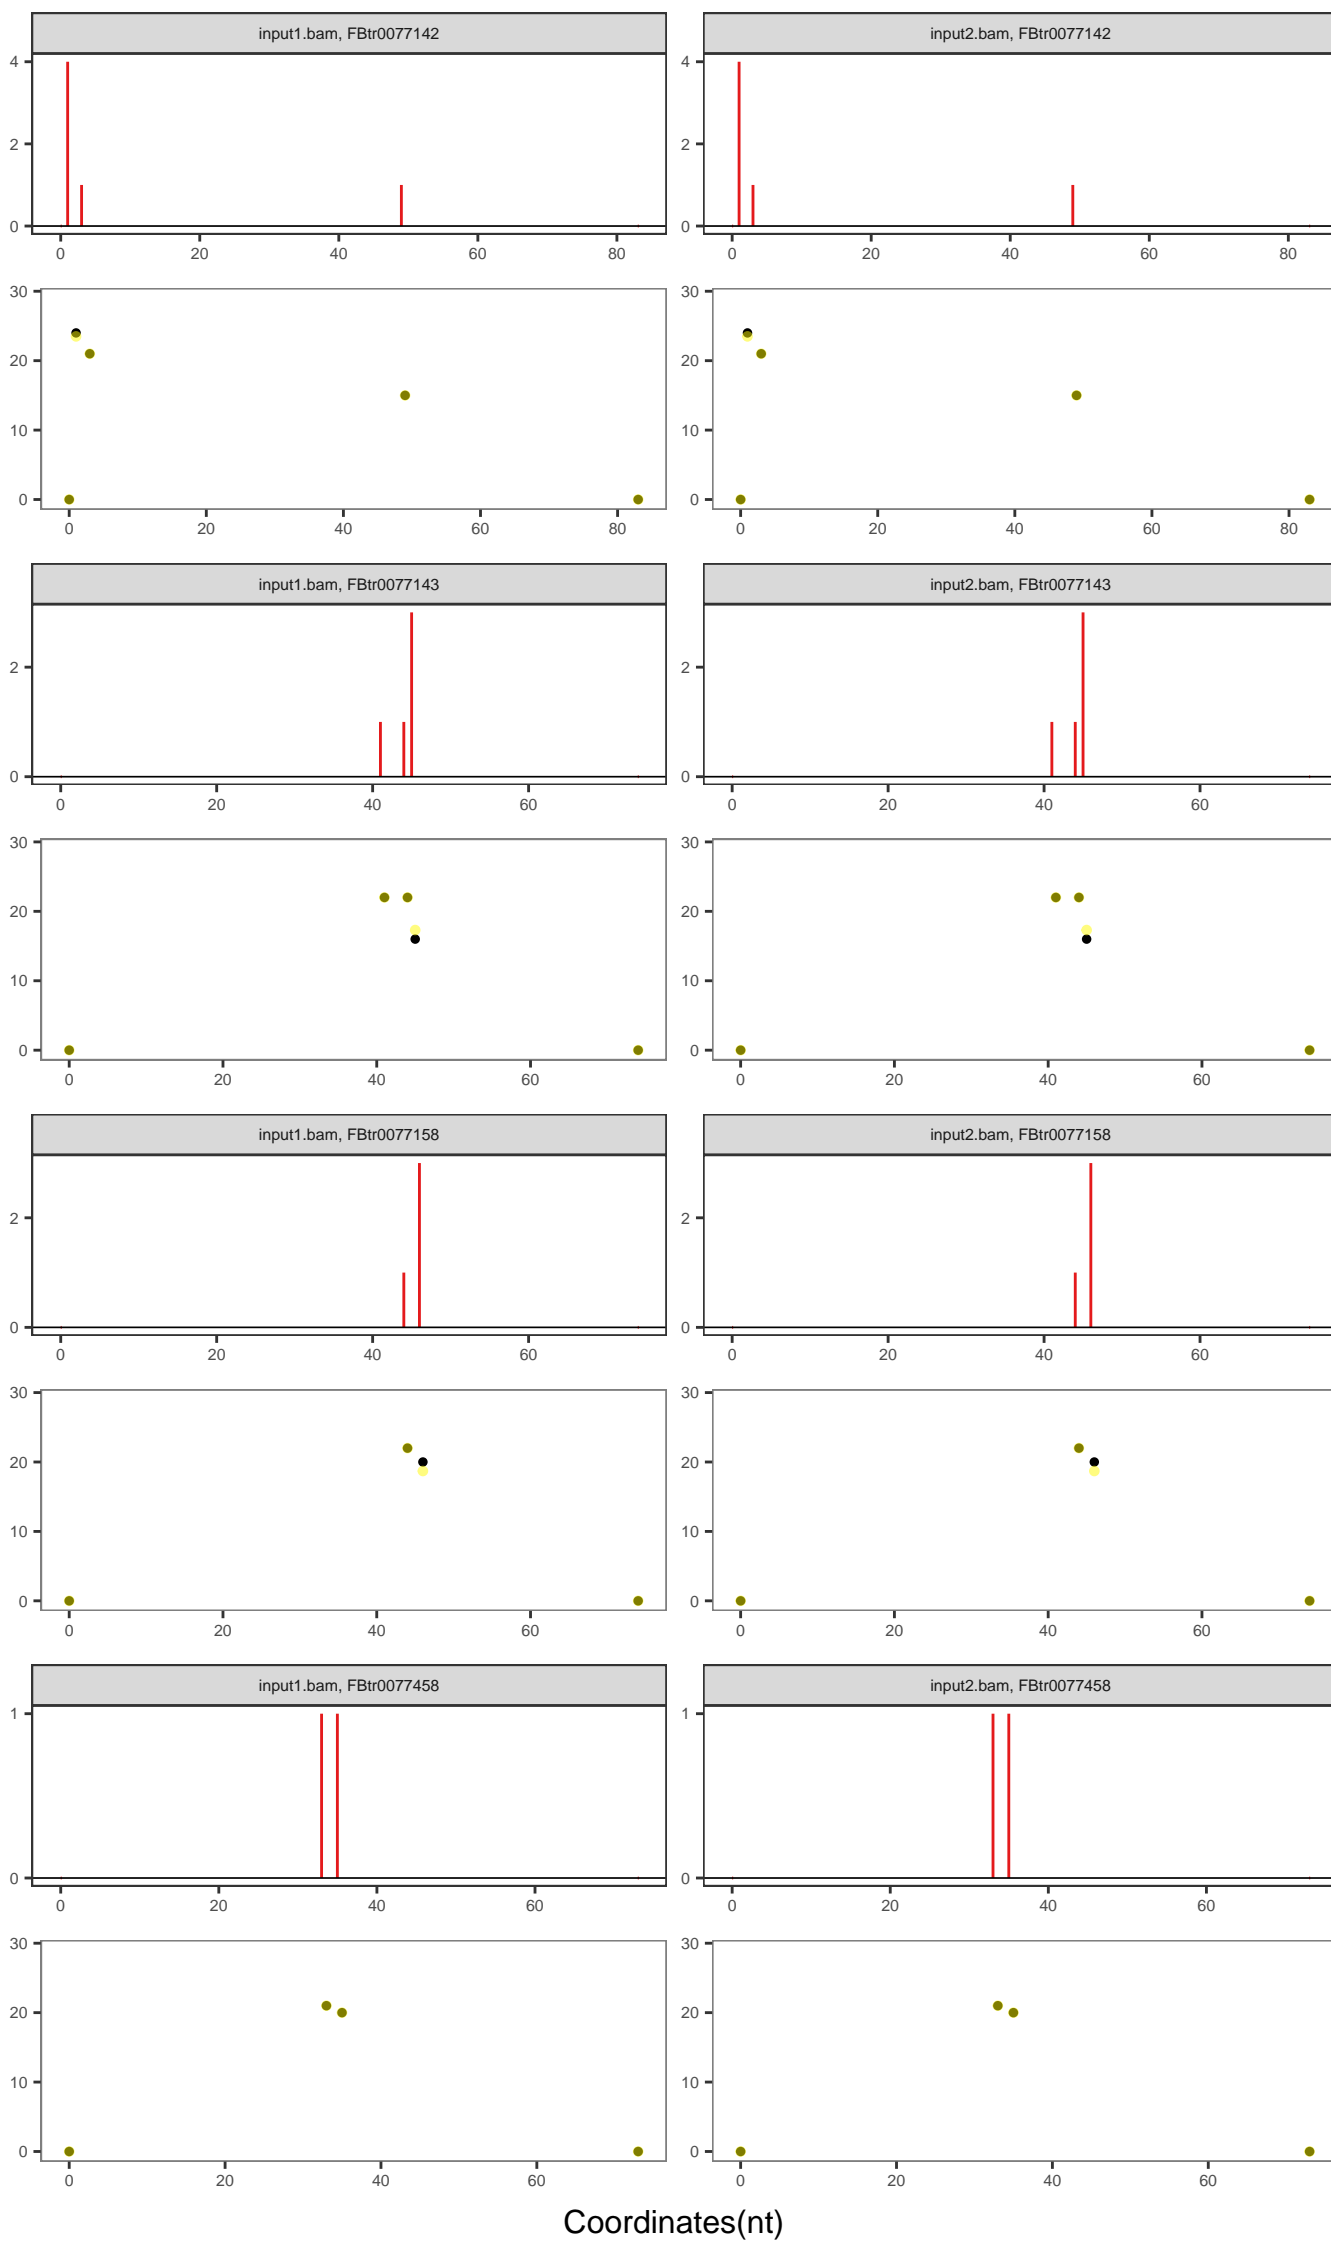 input1.bam, FBtr0077142 input2.bam, FBtr0077142
4 4
2 2
0 0
0 20 40 60 80 0 20 40 60 80
30 30
20 20
10 10
0 0
0 20 40 60 80 0 20 40 60 80
input1.bam, FBtr0077143 input2.bam, FBtr0077143
2 2
0 0
0 20 40 60 0 20 40 60
30 30
20 20
10 10
0 0
0 20 40 60 0 20 40 60
input1.bam, FBtr0077158 input2.bam, FBtr0077158
2 2
0 0
0 20 40 60 0 20 40 60
30 30
20 20
10 10
0 0
0 20 40 60 0 20 40 60
input1.bam, FBtr0077458 input2.bam, FBtr0077458
1 1
0 0
0 20 40 60 0 20 40 60
30 30
20 20
10 10
0 0
0 20 40 60 0 20 40 60
Coordinates(nt)